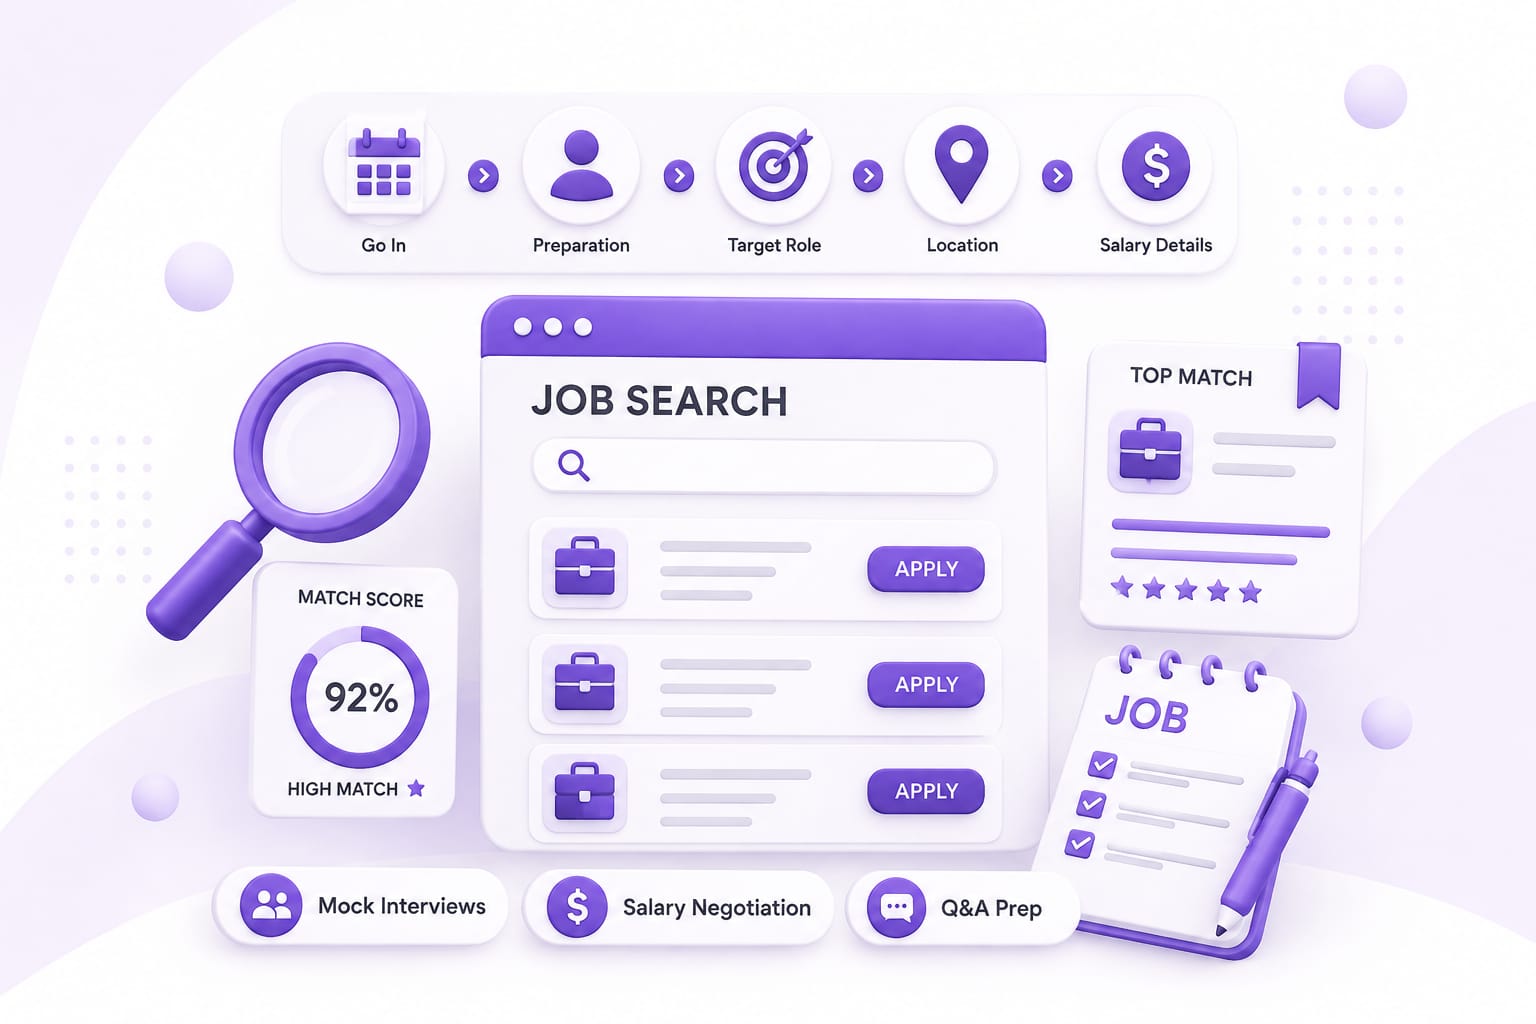 Go In
Preparation
Target Role
Location
$
Salary Details
JOB SEARCH
APPLY
APPLY
APPLY
MATCH SCORE
92%
HIGH MATCH
TOP MATCH
JOB
Mock Interviews
$
Salary Negotiation
Q&A Prep